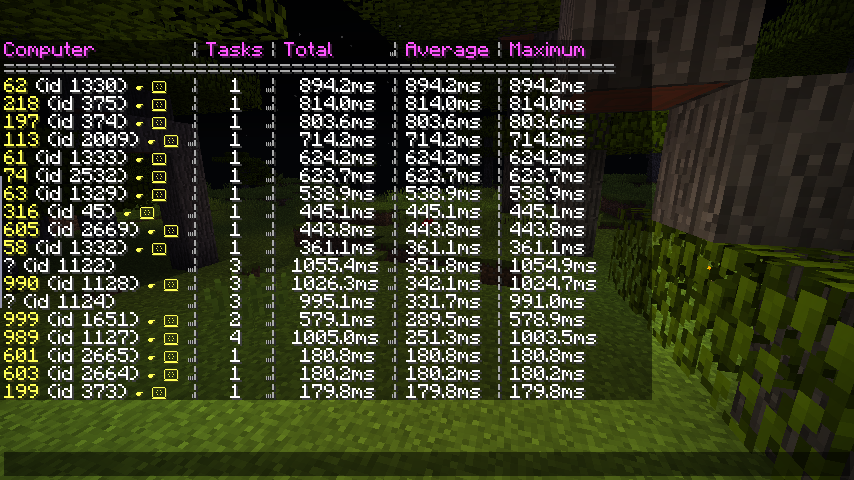 Computer ¦ Tasks ¦ Total ¦ Average ¦ Maximum
62 (id 1330) ¦ 1 ¦ 894.2ms ¦ 894.2ms ¦ 894.2ms
218 (id 375) ¦ 1 ¦ 814.0ms ¦ 814.0ms ¦ 814.0ms
197 (id 374) ¦ 1 ¦ 803.6ms ¦ 803.6ms ¦ 803.6ms
113 (id 2009) ¦ 1 ¦ 714.2ms ¦ 714.2ms ¦ 714.2ms
61 (id 1333) ¦ 1 ¦ 624.2ms ¦ 624.2ms ¦ 624.2ms
74 (id 2532) ¦ 1 ¦ 623.7ms ¦ 623.7ms ¦ 623.7ms
63 (id 1329) ¦ 1 ¦ 538.9ms ¦ 538.9ms ¦ 538.9ms
316 (id 45) ¦ 1 ¦ 445.1ms ¦ 445.1ms ¦ 445.1ms
605 (id 2669) ¦ 1 ¦ 443.8ms ¦ 443.8ms ¦ 443.8ms
58 (id 1332) ¦ 1 ¦ 361.1ms ¦ 361.1ms ¦ 361.1ms
? (id 1122) ¦ 3 ¦ 1055.4ms ¦ 351.8ms ¦ 1054.9ms
990 (id 1128) ¦ 3 ¦ 1026.3ms ¦ 342.1ms ¦ 1024.7ms
? (id 1124) ¦ 3 ¦ 995.1ms ¦ 331.7ms ¦ 991.0ms
999 (id 1651) ¦ 2 ¦ 579.1ms ¦ 289.5ms ¦ 578.9ms
989 (id 1127) ¦ 4 ¦ 1005.0ms ¦ 251.3ms ¦ 1003.5ms
601 (id 2665) ¦ 1 ¦ 180.8ms ¦ 180.8ms ¦ 180.8ms
603 (id 2664) ¦ 1 ¦ 180.2ms ¦ 180.2ms ¦ 180.2ms
199 (id 373) ¦ 1 ¦ 179.8ms ¦ 179.8ms ¦ 179.8ms